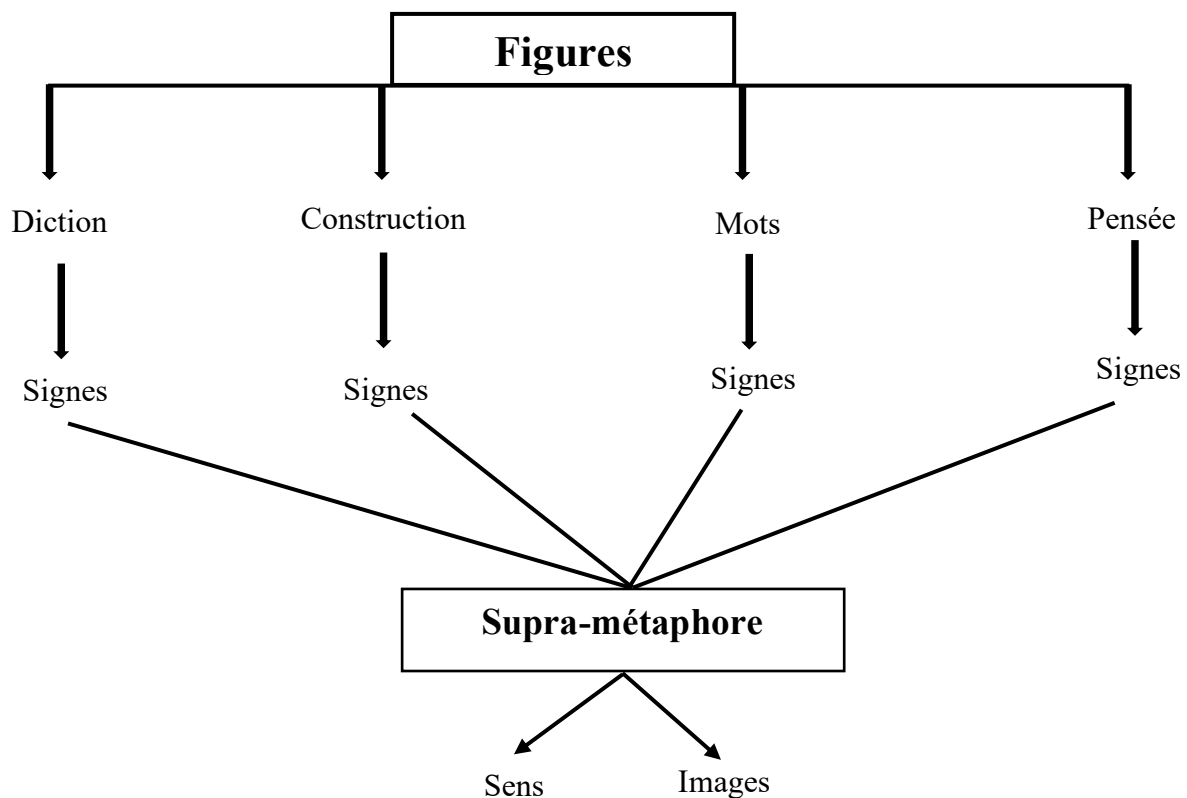 Figures
Diction
Construction
Mots
Pensée
Signes
Signes
Signes
Signes
Supra-métaphore
Sens
Images